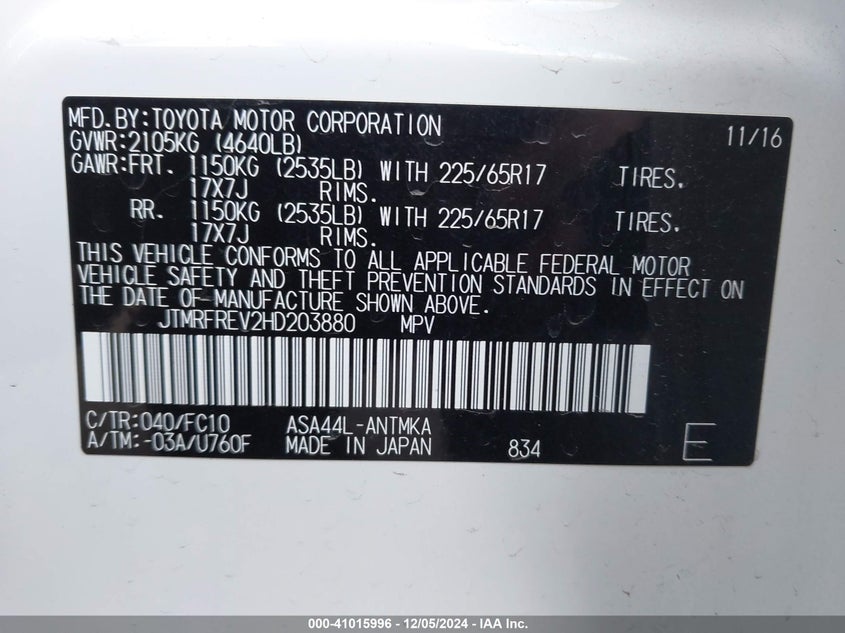 MFD.BY:TOYOTA MOTOR CORPORATION 11/16
GVWR:2105KG (4640LB)
GAWR:FRT. 1150KG (2535LB) WITH 225/65R17 TIRES.
17X7J RIMS.
RR. 1150KG (2535LB) WITH 225/65R17 TIRES.
17X7J RIMS.
THIS VEHICLE CONFORMS TO ALL APPLICABLE FEDERAL MOTOR
VEHICLE SAFETY AND THEFT PREVENTION STANDARDS IN EFFECT ON
THE DATE OF MANUFACTURE SHOWN ABOVE.
JTMRFREV2HD203880 MPV
C/TR:040/FC10 ASA44L-ANTMKA
A/TM:-03A/U760F MADE IN JAPAN 834 E
000-41015996 - 12/05/2024 - IAA Inc.